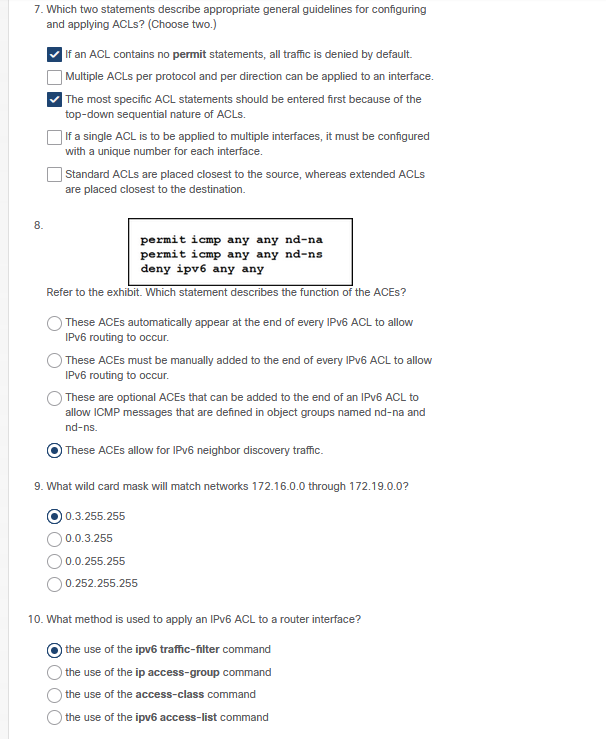 7. Which two statements describe appropriate general guidelines for configuring
and applying ACLs? (Choose two.)
If an ACL contains no permit statements, all traffic is denied by default.
Multiple ACLs per protocol and per direction can be applied to an interface.
The most specific ACL statements should be entered first because of the
top-down sequential nature of ACLs.
If a single ACL is to be applied to multiple interfaces, it must be configured
with a unique number for each interface.
Standard ACLs are placed closest to the source, whereas extended ACLs
are placed closest to the destination.
8.
permit icmp any any nd-na
permit icmp any any nd-ns
deny ipv6 any any
Refer to the exhibit. Which statement describes the function of the ACEs?
These ACEs automatically appear at the end of every IPv6 ACL to allow
IPv6 routing to occur.
These ACEs must be manually added to the end of every IPv6 ACL to allow
IPv6 routing to occur.
These are optional ACEs that can be added to the end of an IPv6 ACL to
allow ICMP messages that are defined in object groups named nd-na and
nd-ns.
These ACEs allow for IPv6 neighbor discovery traffic.
9. What wild card mask will match networks 172.16.0.0 through 172.19.0.0?
0.3.255.255
0.0.3.255
0.0.255.255
0.252.255.255
10. What method is used to apply an IPv6 ACL to a router interface?
the use of the ipv6 traffic-filter command
the use of the ip access-group command
the use of the access-class command
the use of the ipv6 access-list command